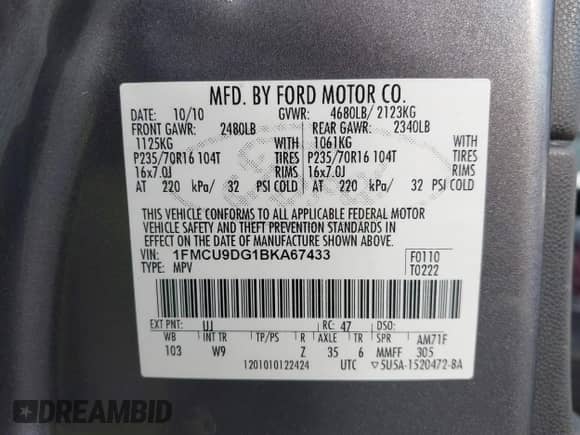 MFD. BY FORD MOTOR CO.
DATE: 10/10 GVWR: 4680LB/ 2123KG
FRONT GAWR: 2480LB REAR GAWR: 2340LB
1125KG WITH 1061KG WITH
P235/70R16 104T TIRES P235/70R16 104T TIRES
16x7.0J RIMS 16x7.0J RIMS
AT 220 kPa/ 32 PSI COLD AT 220 kPa/ 32 PSI COLD
THIS VEHICLE CONFORMS TO ALL APPLICABLE FEDERAL MOTOR
VEHICLE SAFETY AND THEFT PREVENTION STANDARDS IN
EFFECT ON THE DATE OF MANUFACTURE SHOWN ABOVE.
VIN: 1FMCU9DG1BKA67433 F0110
TYPE: MPV T0222
EXT PNT: UJ RC: 47 DSO:
WB INT TR TP/PS R AXLE TR SPR AM71F
103 W9 Z 35 6 MMFF 305
1201010122424 UTC ▽5U5A-1520472-BA
DREAMBID